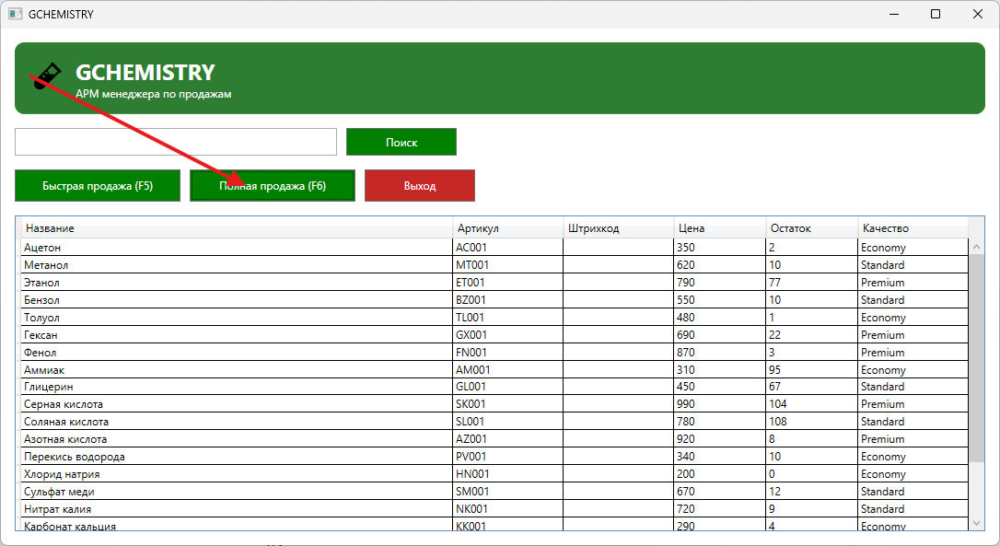 GCHEMISTRY
GCHEMISTRY
АРМ менеджера по продажам
Поиск
Быстрая продажа (F5) Полная продажа (F6) Выход
Название Артикул Штрихкод Цена Остаток Качество
Ацетон AC001 350 2 Economy
Метанол MT001 620 10 Standard
Этанол ET001 790 77 Premium
Бензол BZ001 550 10 Standard
Толуол TL001 480 1 Economy
Гексан GX001 690 22 Premium
Фенол FN001 870 3 Premium
Аммиак AM001 310 95 Economy
Глицерин GL001 450 67 Standard
Серная кислота SK001 990 104 Premium
Соляная кислота SL001 780 108 Standard
Азотная кислота AZ001 920 8 Premium
Перекись водорода PV001 340 10 Economy
Хлорид натрия HN001 200 0 Economy
Сульфат меди SM001 670 12 Standard
Нитрат калия NK001 720 9 Standard
Карбонат кальция KK001 290 4 Economy